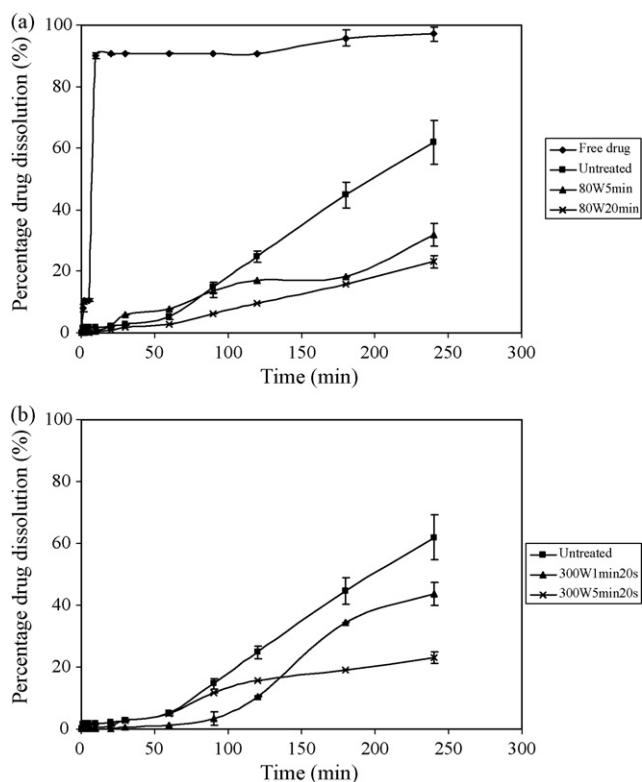 (a)
100
80
60
40
20
0
Percentage drug dissolution (%)
0 50 100 150 200 250 300
Time (min)
Free drug
Untreated
80W5min
80W20min
(b)
100
80
60
40
20
0
Percentage drug dissolution (%)
0 50 100 150 200 250 300
Time (min)
Untreated
300W1min20s
300W5min20s